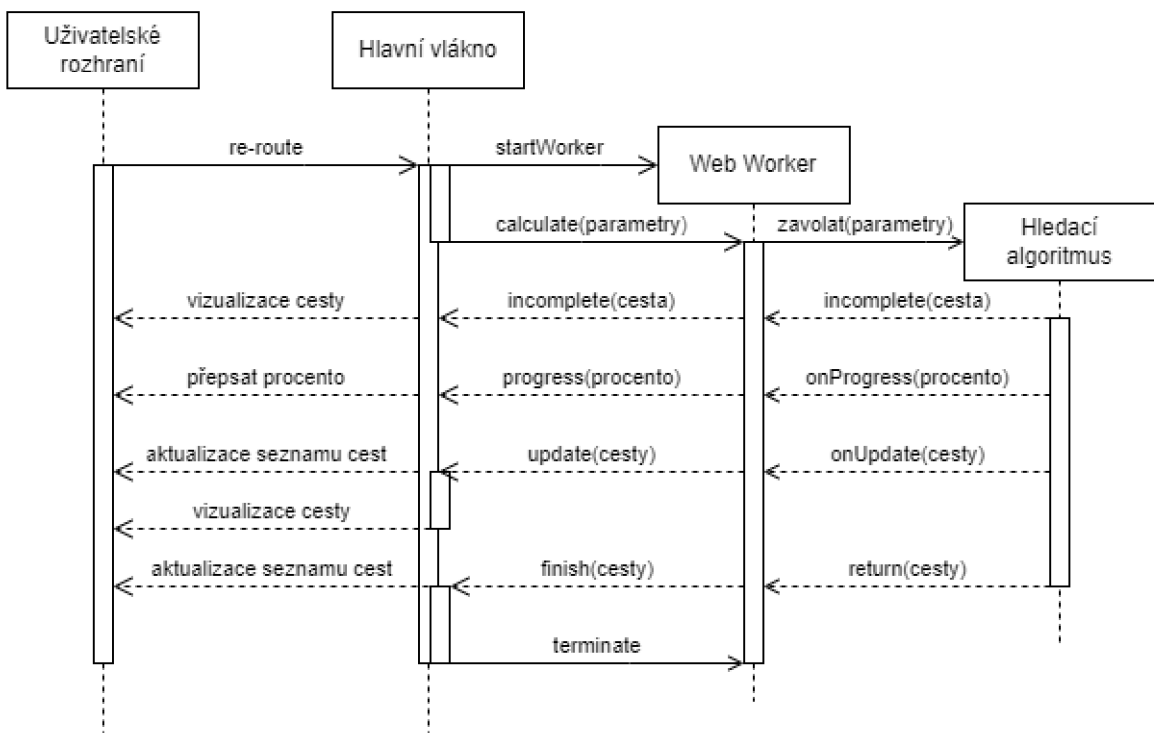 Uživatelské
rozhraní
Hlavní vlákno
re-route
startWorker
Web Worker
calculate(parametry)
zavolat(parametry)
Hledací
algoritmus
vizualizace cesty
incomplete(cesta)
incomplete(cesta)
přepsat procento
progress(procento)
onProgress(procento)
aktualizace seznamu cest
update(cesty)
onUpdate(cesty)
vizualizace cesty
aktualizace seznamu cest
finish(cesty)
return(cesty)
terminate